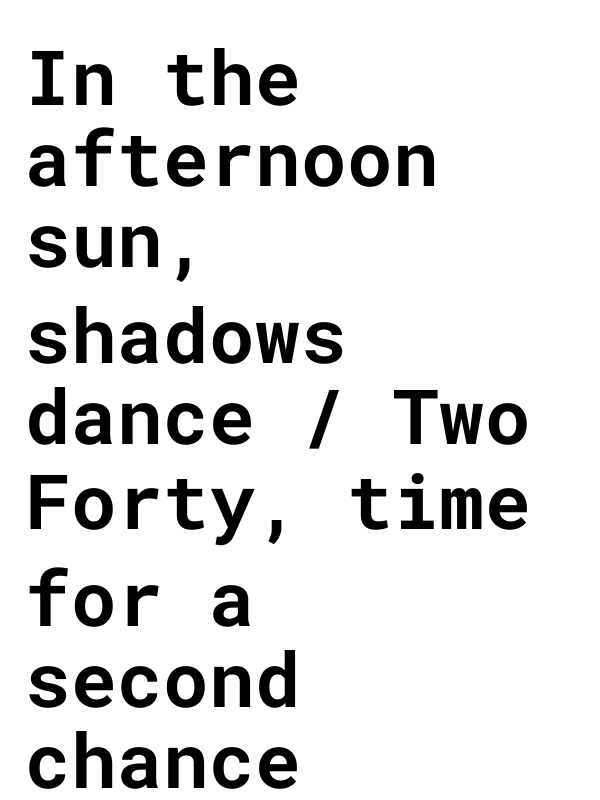 In the
afternoon
sun,
shadows
dance / Two
Forty, time
for a
second
chance